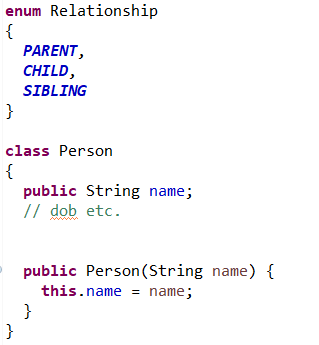 enum Relationship
{
  PARENT,
  CHILD,
  SIBLING
}
class Person
{
  public String name;
  // dob etc.
  public Person(String name) {
    this.name = name;
  }
}